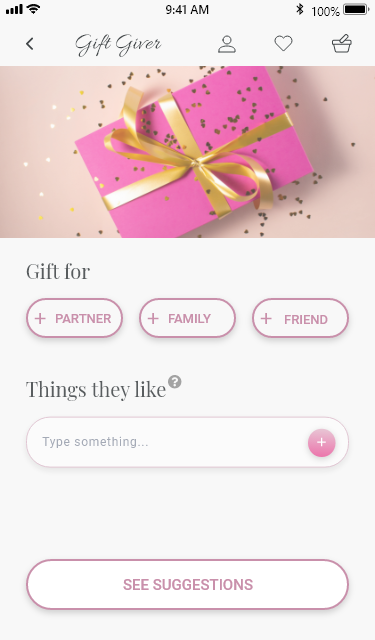 9:41 AM
100%
Gift Giver
Gift for
+ PARTNER
+ FAMILY
+ FRIEND
Things they like ?
Type something...
+
SEE SUGGESTIONS